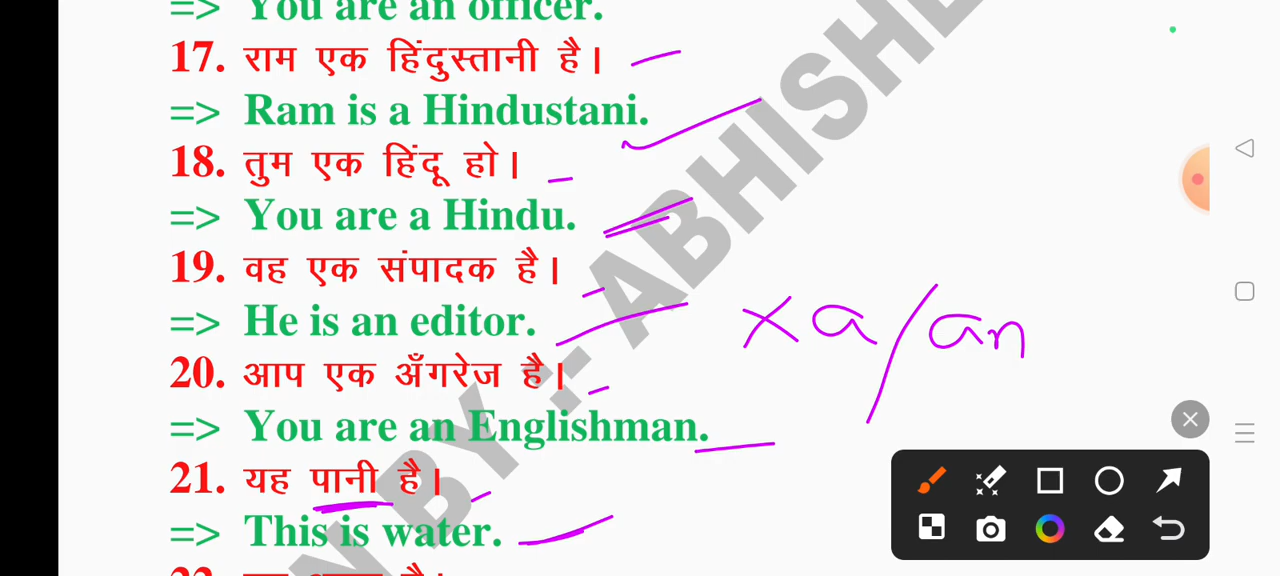 => You are an officer.
17. राम एक हिंदुस्तानी है।
=> Ram is a Hindustani.
18. तुम एक हिंदू हो।
=> You are a Hindu.
19. वह एक संपादक है।
=> He is an editor.
x a/an
20. आप एक अँगरेज है।
=> You are an Englishman.
21. यह पानी है।
=> This is water.
N BY :- ABHISHE